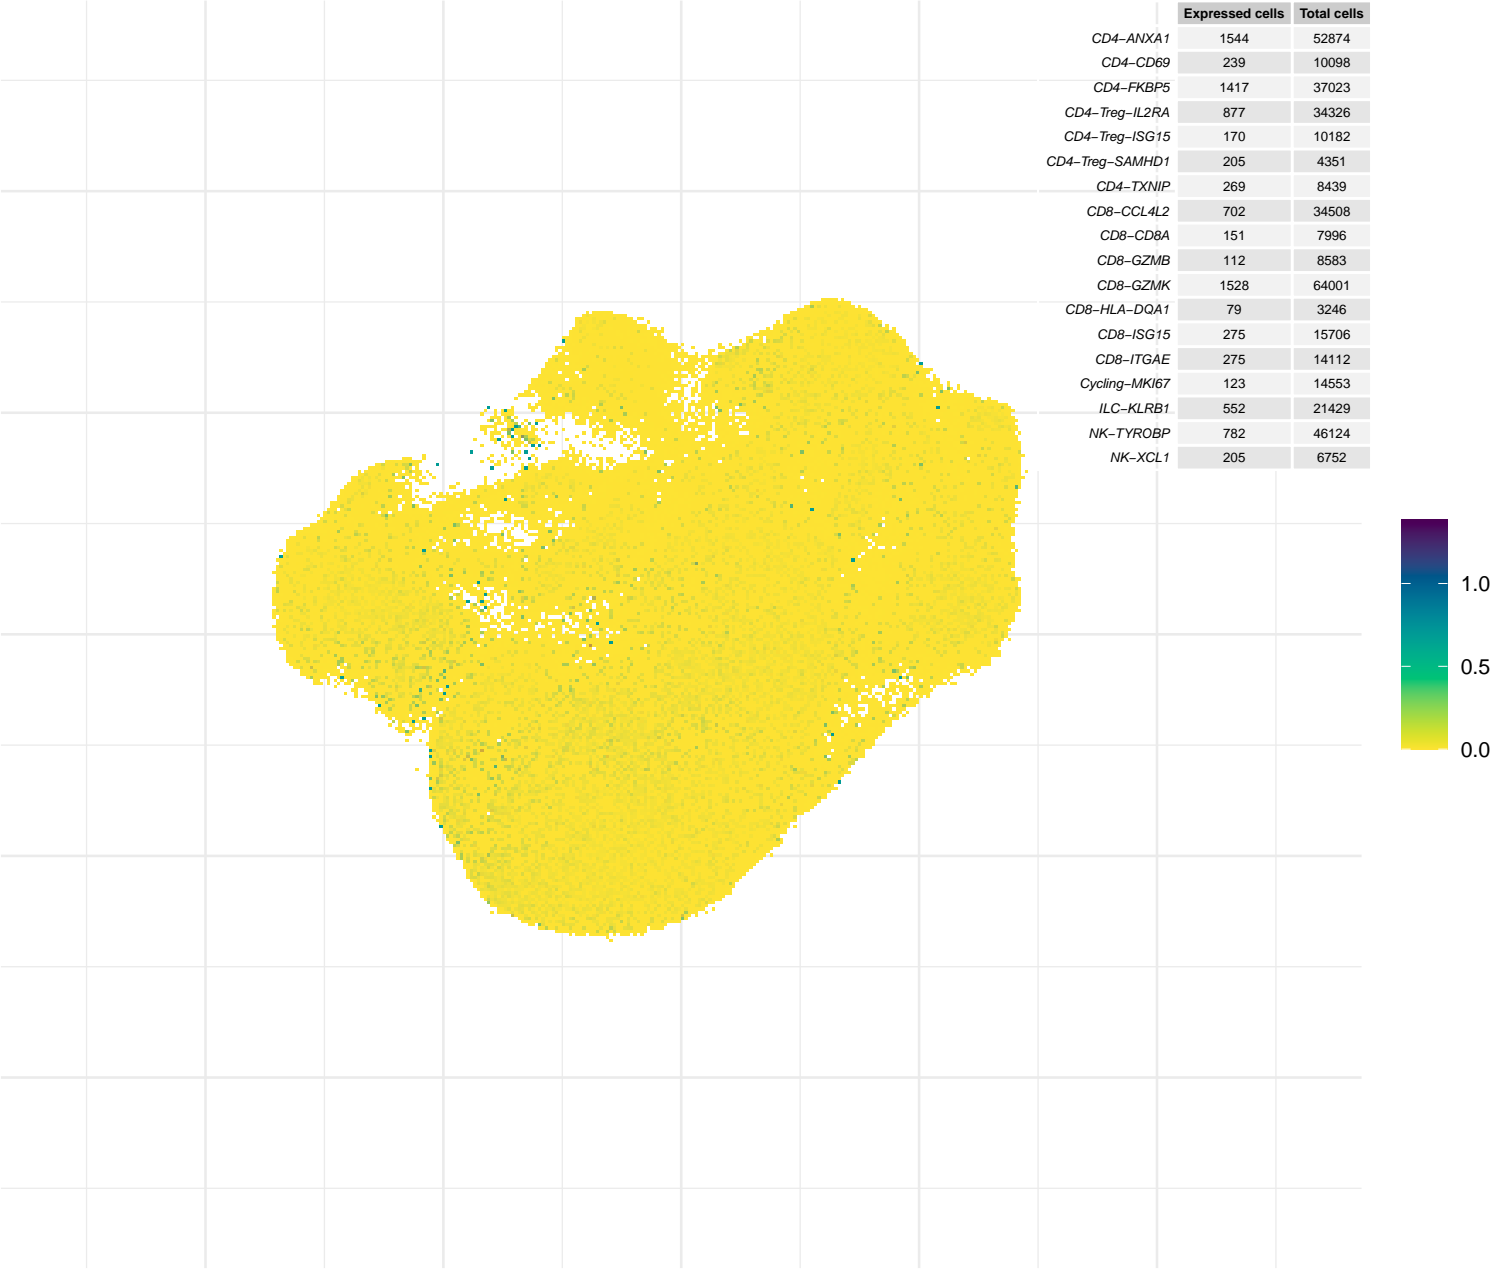 Expressed cells Total cells
CD4−ANXA1 1544 52874
CD4−CD69 239 10098
CD4−FKBP5 1417 37023
CD4−Treg−IL2RA 877 34326
CD4−Treg−ISG15 170 10182
CD4−Treg−SAMHD1 205 4351
CD4−TXNIP 269 8439
CD8−CCL4L2 702 34508
CD8−CD8A 151 7996
CD8−GZMB 112 8583
CD8−GZMK 1528 64001
CD8−HLA−DQA1 79 3246
CD8−ISG15 275 15706
CD8−ITGAE 275 14112
Cycling−MKI67 123 14553
ILC−KLRB1 552 21429
NK−TYROBP 782 46124
NK−XCL1 205 6752
1.0
0.5
0.0